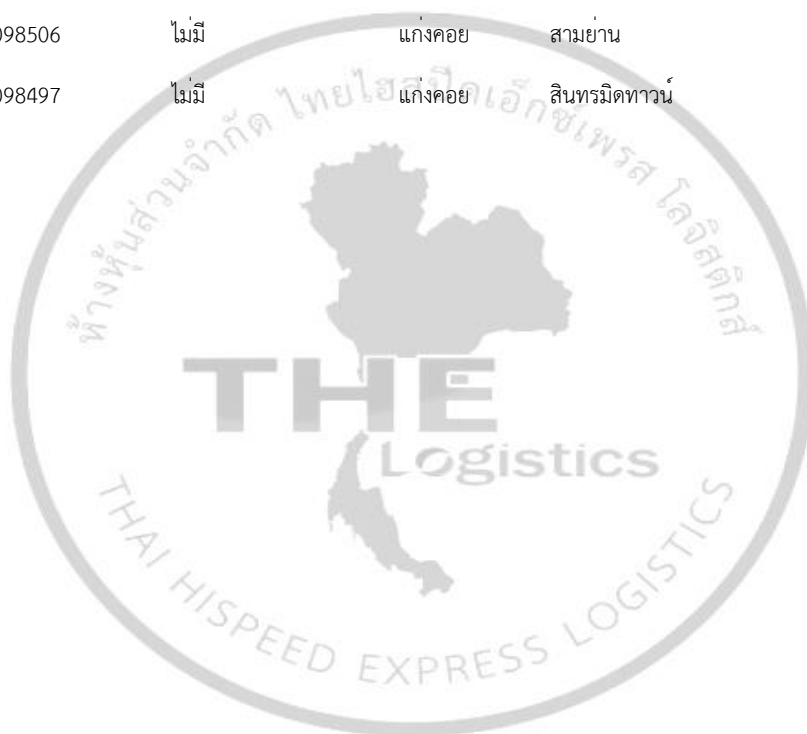 098506 ไม่มี แก่งคอย สามย่าน
098497 ไม่มี แก่งคอย สินทรมิดทาวน์
ห้างหุ้นส่วนจำกัด ไทยไฮสปีดเอ็กซ์เพรส โลจิสติกส์
THE
Logistics
THAI HISPEED EXPRESS LOGISTICS